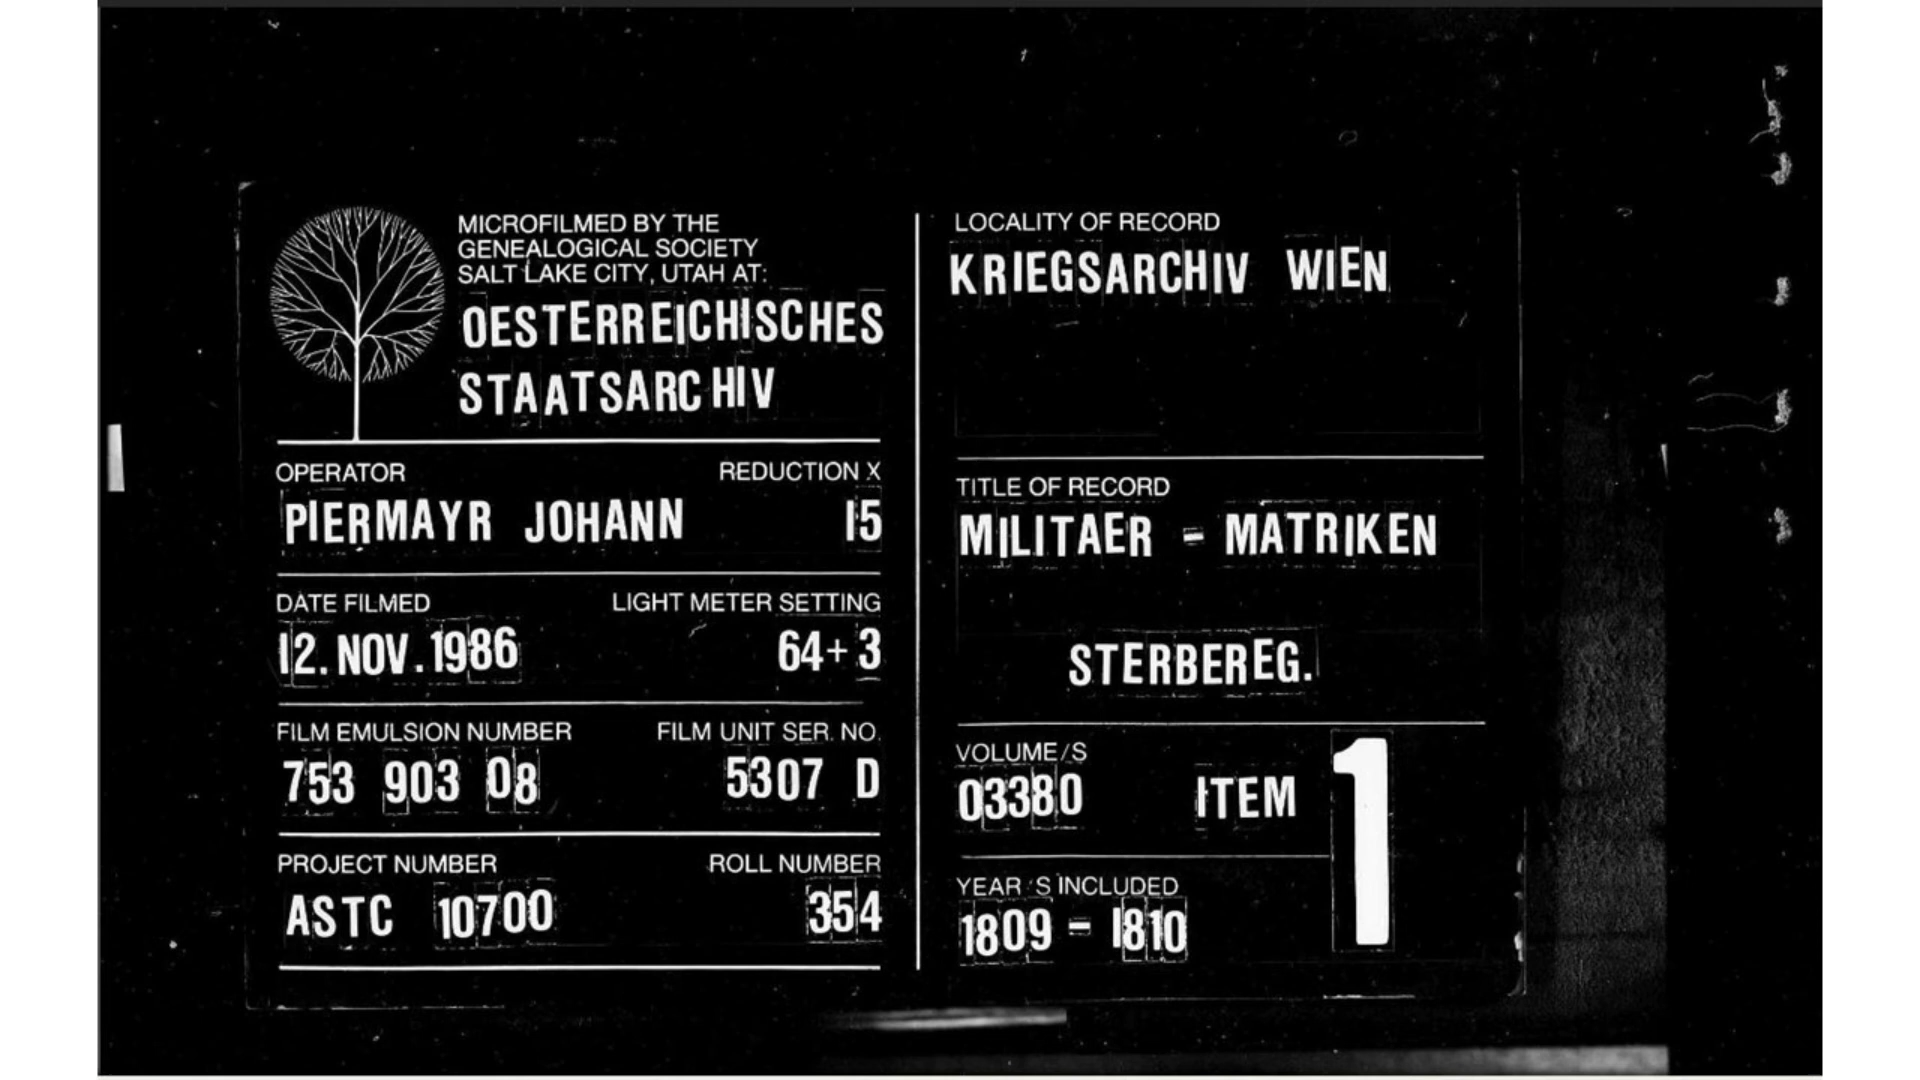 MICROFILMED BY THE
GENEALOGICAL SOCIETY
SALT LAKE CITY, UTAH AT:
OESTERREICHISCHES
STAATSARCHIV
OPERATOR REDUCTION X
PIERMAYR JOHANN 15
DATE FILMED LIGHT METER SETTING
12. NOV. 1986 64+3
FILM EMULSION NUMBER FILM UNIT SER. NO.
753 903 08 5307 D
PROJECT NUMBER ROLL NUMBER
ASTC 10700 354
LOCALITY OF RECORD
KRIEGSARCHIV WIEN
TITLE OF RECORD
MILITAER - MATRIKEN
STERBEREG.
VOLUME/S
03380 ITEM 1
YEAR/S INCLUDED
1809 - 1810